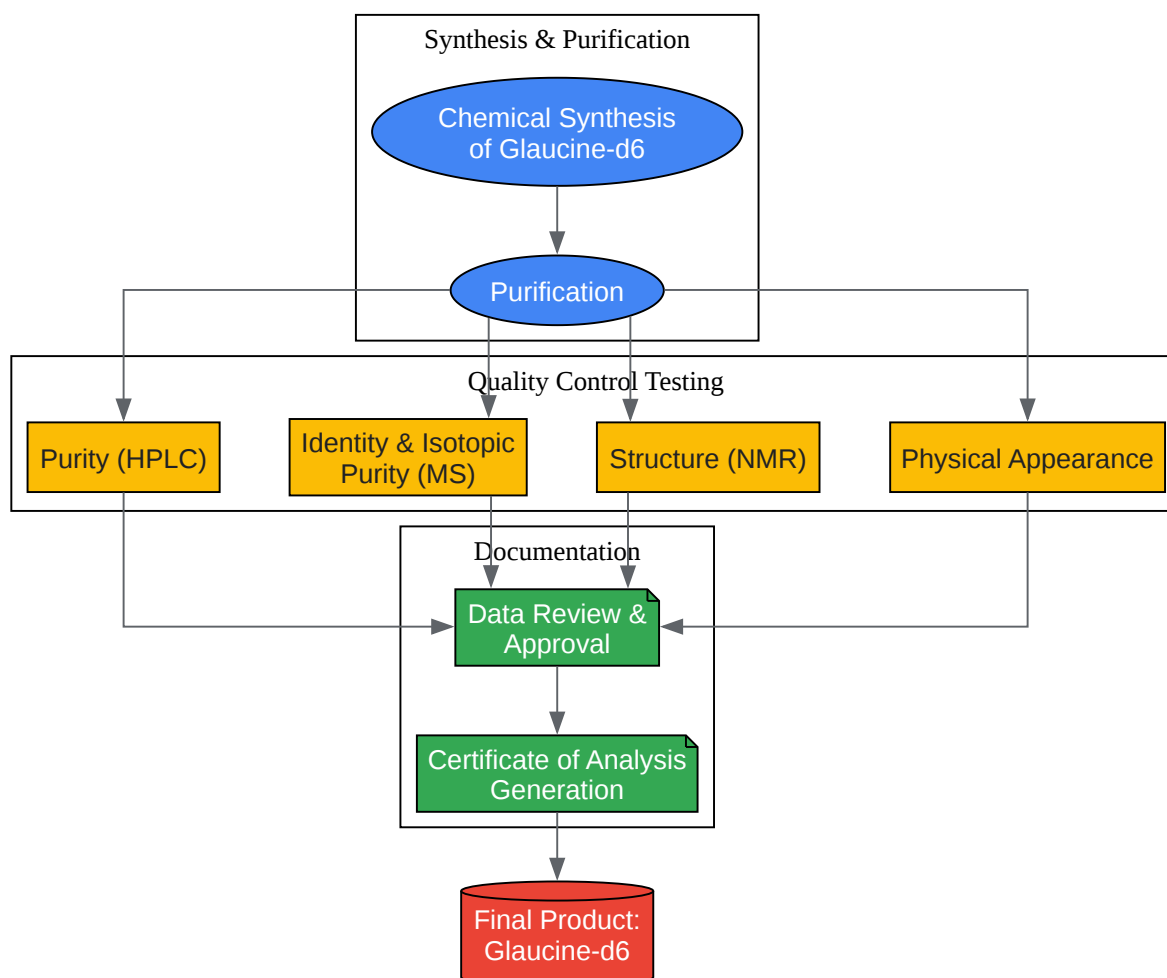 Synthesis & Purification
Chemical Synthesis
of Glaucine-d6
Purification
Quality Control Testing
Purity (HPLC)
Identity & Isotopic
Purity (MS)
Structure (NMR)
Physical Appearance
Documentation
Data Review &
Approval
Certificate of Analysis
Generation
Final Product:
Glaucine-d6